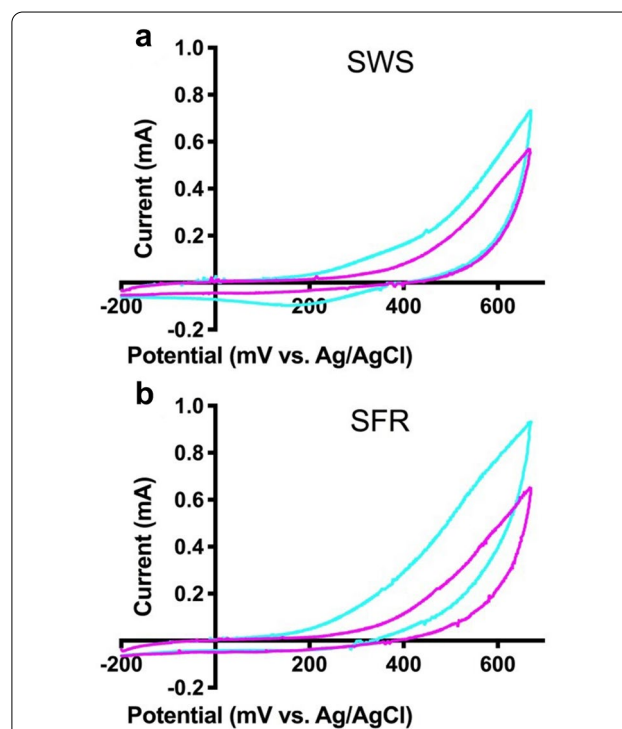 a
SWS
1.0
0.8
0.6
0.4
0.2
-0.2
Current (mA)
-200 200 400 600
Potential (mV vs. Ag/AgCl)
b
SFR
1.0
0.8
0.6
0.4
0.2
-0.2
Current (mA)
-200 200 400 600
Potential (mV vs. Ag/AgCl)